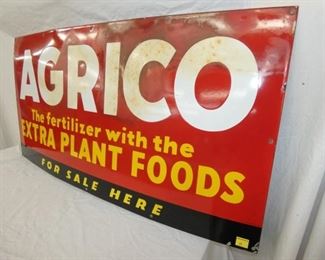 AGRICO
The fertilizer with the
EXTRA PLANT FOODS
FOR SALE HERE